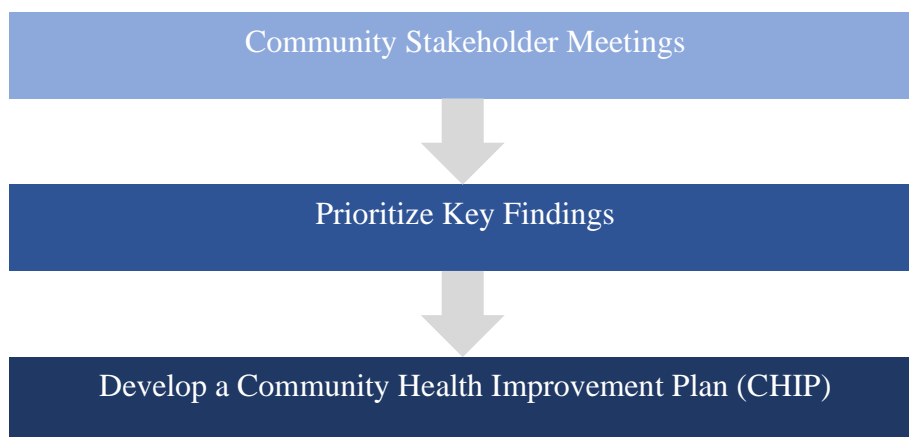 Community Stakeholder Meetings
Prioritize Key Findings
Develop a Community Health Improvement Plan (CHIP)